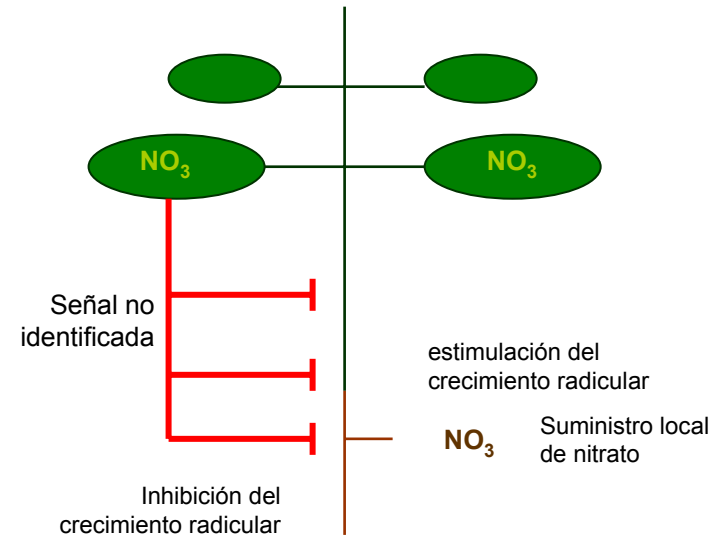 NO₃
NO₃
Señal no
identificada
estimulación del
crecimiento radicular
NO₃
Suministro local
de nitrato
Inhibición del
crecimiento radicular